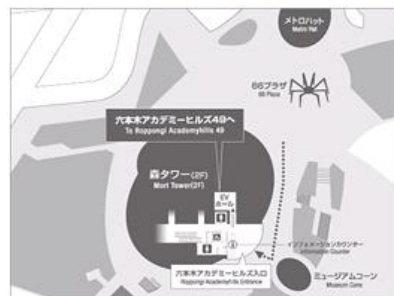 メトロハット
Metro Hat
66プラザ
66 Plaza
六本木アカデミーヒルズ49へ
To Roppongi Academyhills 49
森タワー(2F)
Mori Tower(2F)
EV
ホール
インフォメーションカウンター
Information Counter
六本木アカデミーヒルズ入口
Roppongi Academyhills Entrance
ミュージアムコーン
Museum Cone